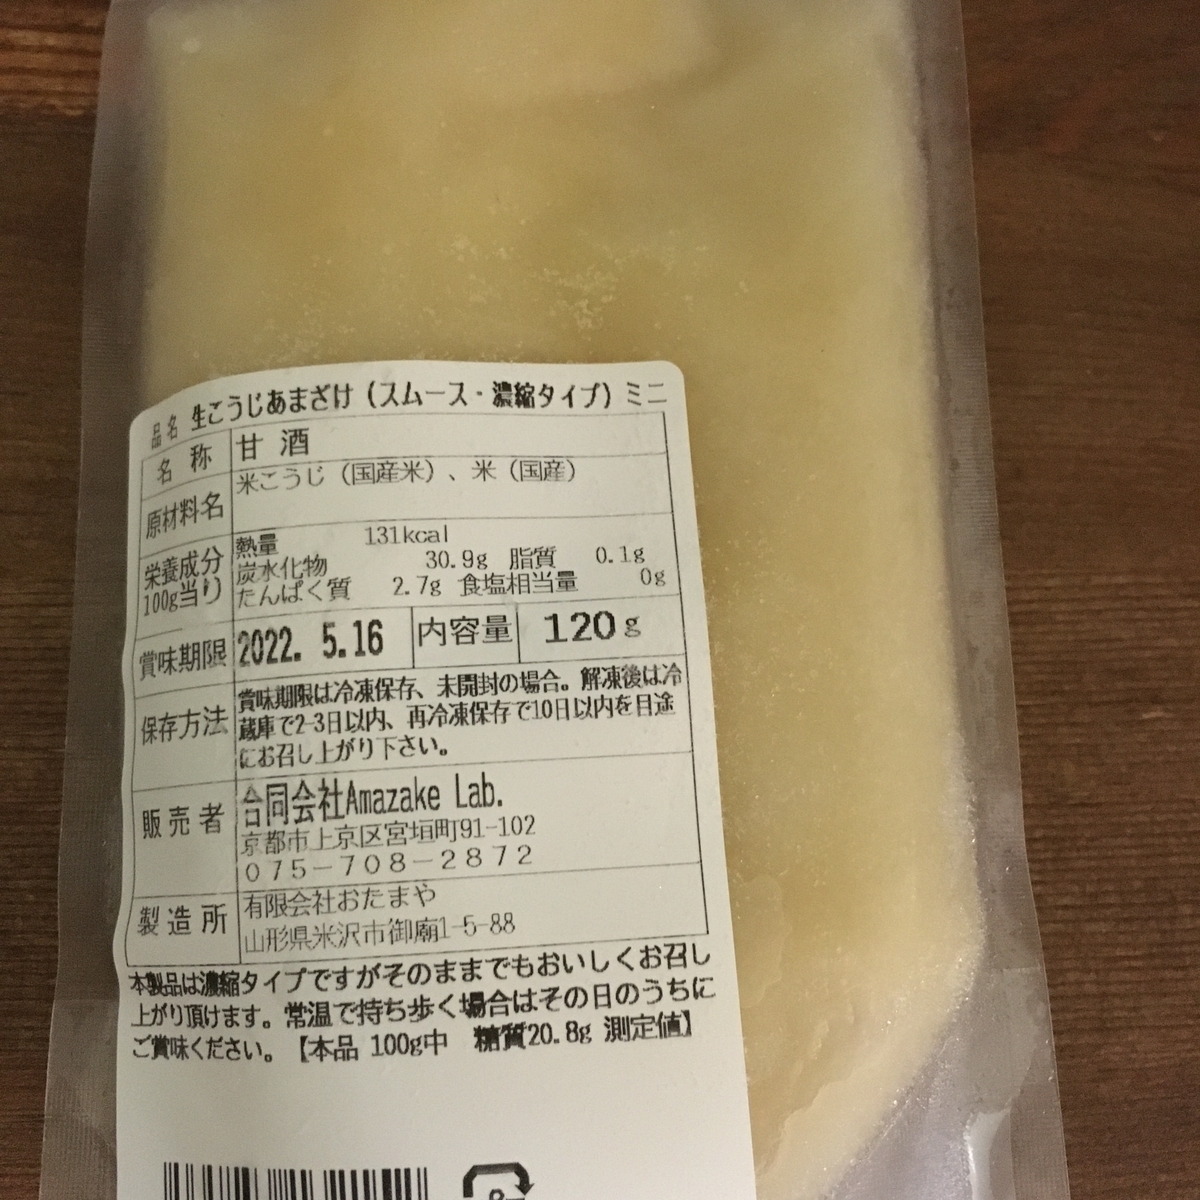 品名 生こうじあまざけ（スムース・濃縮タイプ）ミニ
名称 甘酒
原材料名 米こうじ（国産米）、米（国産）
栄養成分 100g当り
熱量 131kcal
炭水化物 30.9g 脂質 0.1g
たんぱく質 2.7g 食塩相当量 0g
賞味期限 2022. 5.16 内容量 120g
保存方法 賞味期限は冷凍保存、未開封の場合。解凍後は冷
蔵庫で2-3日以内、再冷凍保存で10日以内を目途
にお召し上がり下さい。
販売者 合同会社Amazake Lab.
京都市上京区宮垣町91-102
０７５－７０８－２８７２
製造所 有限会社おたまや
山形県米沢市御廟1-5-88
本製品は濃縮タイプですがそのままでもおいしくお召し
上がり頂けます。常温で持ち歩く場合はその日のうちに
ご賞味ください。【本品 100g中 糖質20.8g 測定値】